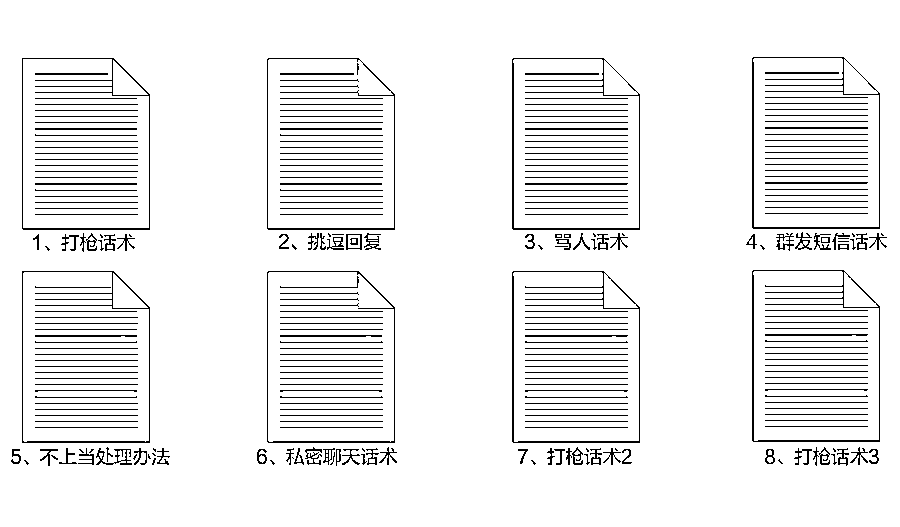 1、打枪话术
2、挑逗回复
3、骂人话术
4、群发短信话术
5、不上当处理办法
6、私密聊天话术
7、打枪话术2
8、打枪话术3